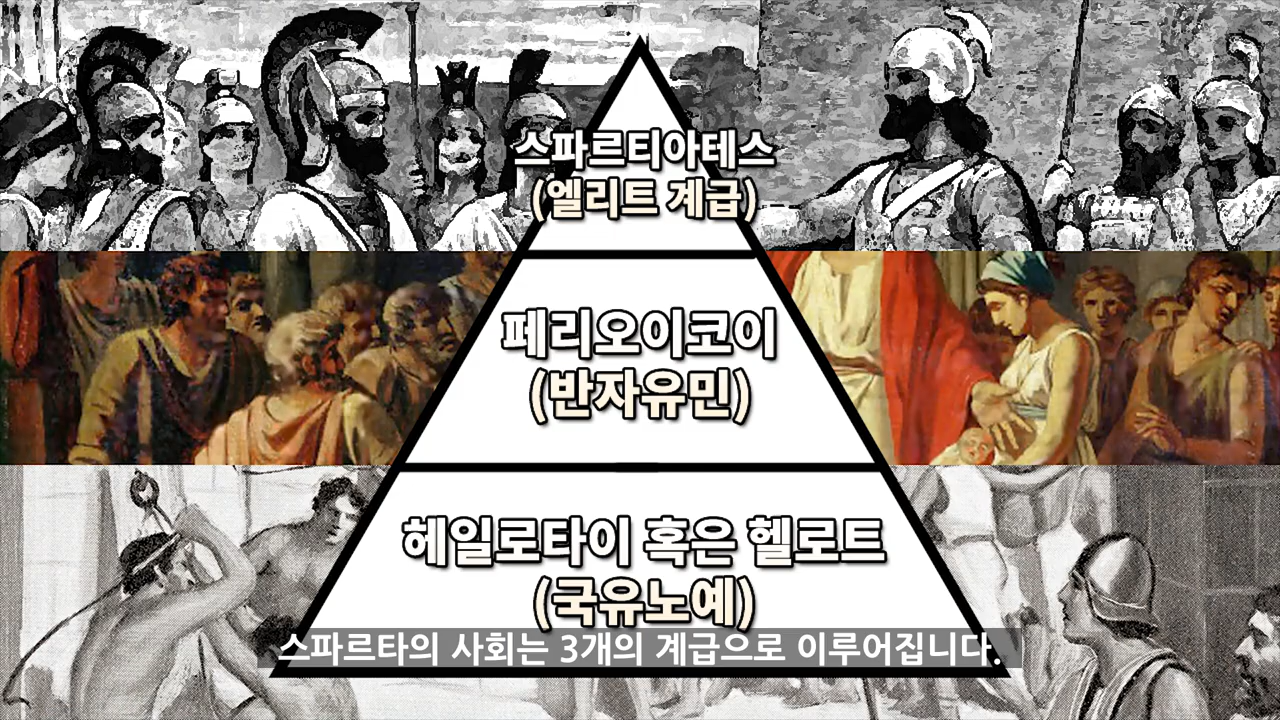 스파르티아테스
(엘리트 계급)
페리오이코이
(반자유민)
헤일로타이 혹은 헬로트
(국유노예)
스파르타의 사회는 3개의 계급으로 이루어집니다.